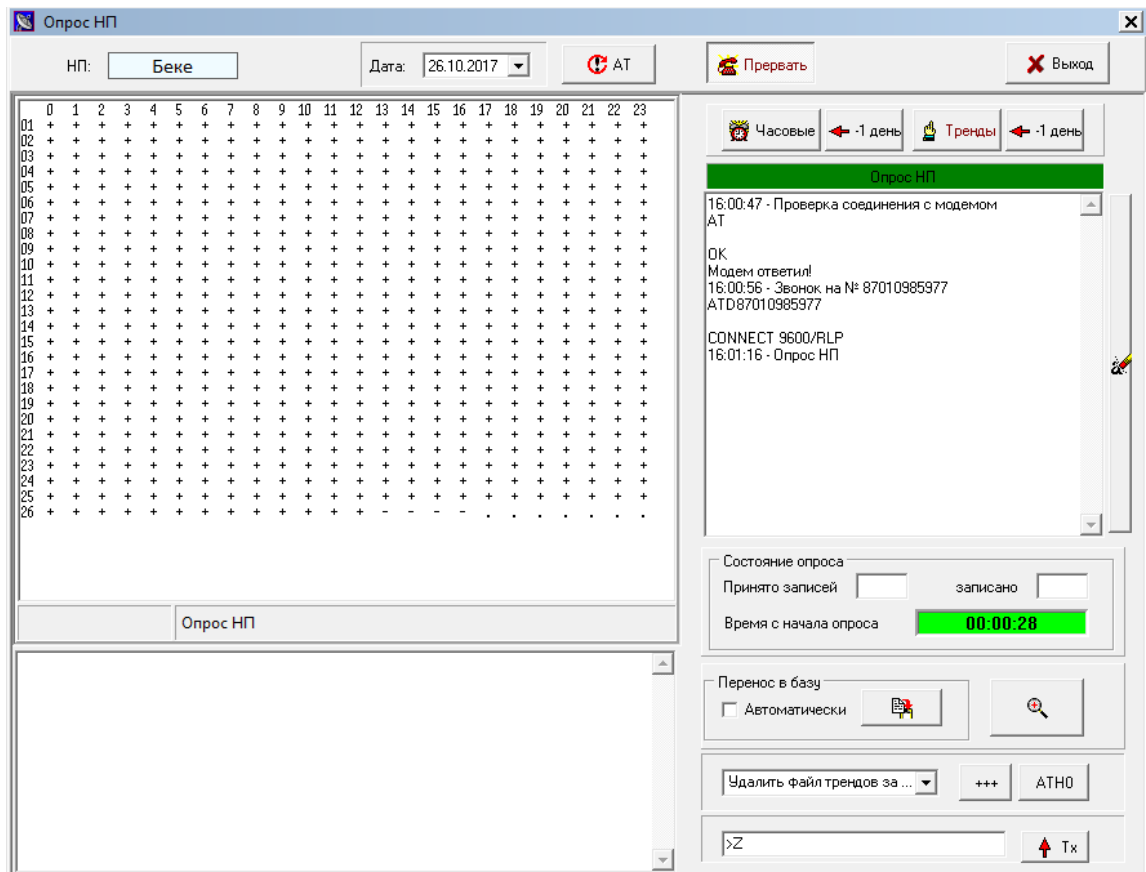 Опрос НП
НП: Беке Дата: 26.10.2017 АТ Прервать Выход
0 1 2 3 4 5 6 7 8 9 10 11 12 13 14 15 16 17 18 19 20 21 22 23
01 + + + + + + + + + + + + + + + + + + + + + + + +
02 + + + + + + + + + + + + + + + + + + + + + + + +
03 + + + + + + + + + + + + + + + + + + + + + + + +
04 + + + + + + + + + + + + + + + + + + + + + + + +
05 + + + + + + + + + + + + + + + + + + + + + + + +
06 + + + + + + + + + + + + + + + + + + + + + + + +
07 + + + + + + + + + + + + + + + + + + + + + + + +
08 + + + + + + + + + + + + + + + + + + + + + + + +
09 + + + + + + + + + + + + + + + + + + + + + + + +
10 + + + + + + + + + + + + + + + + + + + + + + + +
11 + + + + + + + + + + + + + + + + + + + + + + + +
12 + + + + + + + + + + + + + + + + + + + + + + + +
13 + + + + + + + + + + + + + + + + + + + + + + + +
14 + + + + + + + + + + + + + + + + + + + + + + + +
15 + + + + + + + + + + + + + + + + + + + + + + + +
16 + + + + + + + + + + + + + + + + + + + + + + + +
17 + + + + + + + + + + + + + + + + + + + + + + + +
18 + + + + + + + + + + + + + + + + + + + + + + + +
19 + + + + + + + + + + + + + + + + + + + + + + + +
20 + + + + + + + + + + + + + + + + + + + + + + + +
21 + + + + + + + + + + + + + + + + + + + + + + + +
22 + + + + + + + + + + + + + + + + + + + + + + + +
23 + + + + + + + + + + + + + + + + + + + + + + + +
24 + + + + + + + + + + + + + + + + + + + + + + + +
25 + + + + + + + + + + + + + + + + + + + + + + + +
26 + + + + + + + + + + + + + - - - - . . . . . . .
Опрос НП
Часовые -1 день Тренды -1 день
Опрос НП
16:00:47 - Проверка соединения с модемом
AT
OK
Модем ответил!
16:00:56 - Звонок на № 87010985977
ATD87010985977
CONNECT 9600/RLP
16:01:16 - Опрос НП
Состояние опроса
Принято записей записано
Время с начала опроса 00:00:28
Перенос в базу
Автоматически
Удалить файл трендов за ... +++ ATH0
>Z Tx